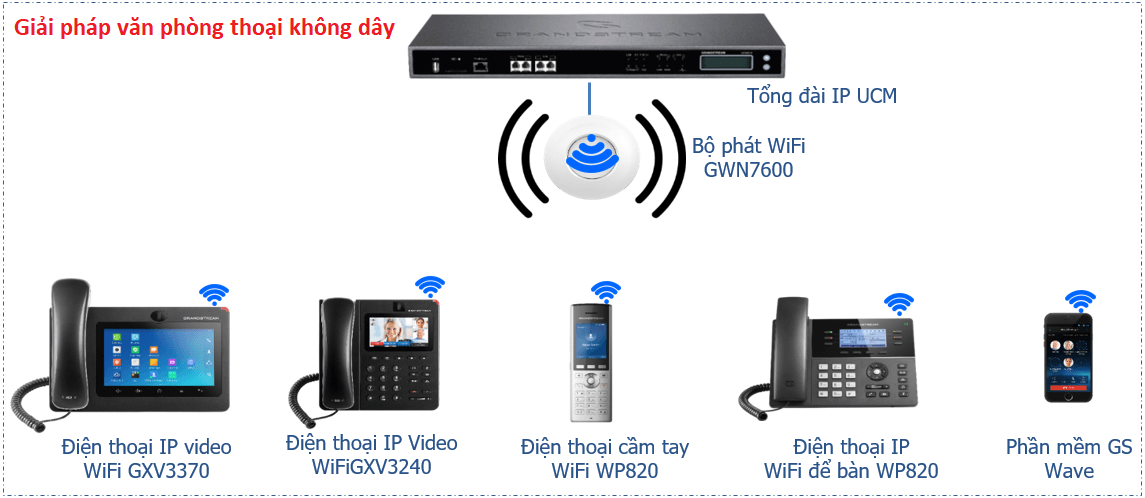 Giải pháp văn phòng thoại không dây
GRANDSTREAM
GRANDSTREAM
Tổng đài IP UCM
Bộ phát WiFi
GWN7600
GRANDSTREAM
GRANDSTREAM
Điện thoại IP video
WiFi GXV3370
Điện thoại IP Video
WiFiGXV3240
Điện thoại cầm tay
WiFi WP820
Điện thoại IP
WiFi để bàn WP820
Phần mềm GS
Wave